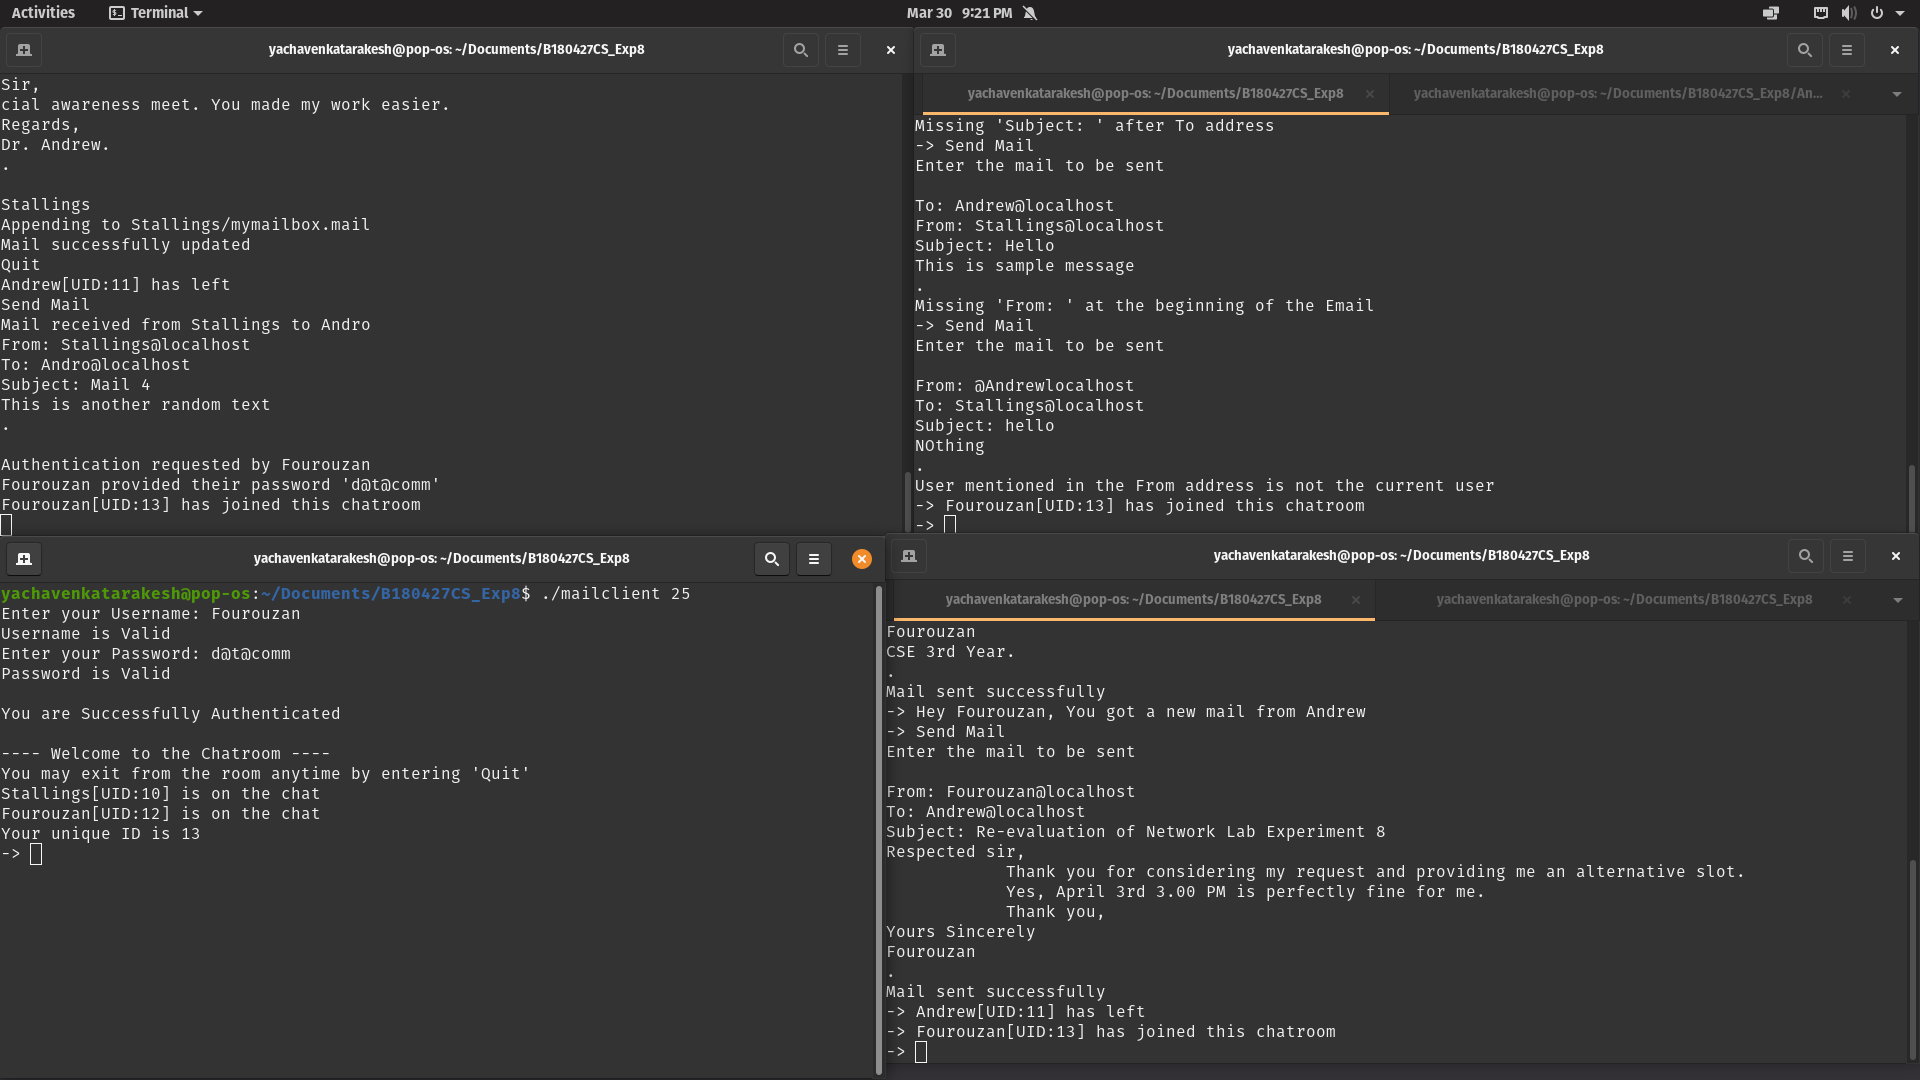 Activities
Terminal
Mar 30 9:21 PM
yachavenkatarakesh@pop-os: ~/Documents/B180427CS_Exp8
Sir,
cial awareness meet. You made my work easier.
Regards,
Dr. Andrew.
.
Stallings
Appending to Stallings/mymailbox.mail
Mail successfully updated
Quit
Andrew[UID:11] has left
Send Mail
Mail received from Stallings to Andro
From: Stallings@localhost
To: Andro@localhost
Subject: Mail 4
This is another random text
.
Authentication requested by Fourouzan
Fourouzan provided their password 'd@t@comm'
Fourouzan[UID:13] has joined this chatroom
yachavenkatarakesh@pop-os: ~/Documents/B180427CS_Exp8
yachavenkatarakesh@pop-os: ~/Documents/B180427CS_Exp8
yachavenkatarakesh@pop-os: ~/Documents/B180427CS_Exp8/An...
Missing 'Subject: ' after To address
-> Send Mail
Enter the mail to be sent
To: Andrew@localhost
From: Stallings@localhost
Subject: Hello
This is sample message
.
Missing 'From: ' at the beginning of the Email
-> Send Mail
Enter the mail to be sent
From: @Andrewlocalhost
To: Stallings@localhost
Subject: hello
NOthing
.
User mentioned in the From address is not the current user
-> Fourouzan[UID:13] has joined this chatroom
->
yachavenkatarakesh@pop-os: ~/Documents/B180427CS_Exp8
yachavenkatarakesh@pop-os:~/Documents/B180427CS_Exp8$ ./mailclient 25
Enter your Username: Fourouzan
Username is Valid
Enter your Password: d@t@comm
Password is Valid
You are Successfully Authenticated
---- Welcome to the Chatroom ----
You may exit from the room anytime by entering 'Quit'
Stallings[UID:10] is on the chat
Fourouzan[UID:12] is on the chat
Your unique ID is 13
->
yachavenkatarakesh@pop-os: ~/Documents/B180427CS_Exp8
yachavenkatarakesh@pop-os: ~/Documents/B180427CS_Exp8
yachavenkatarakesh@pop-os: ~/Documents/B180427CS_Exp8
Fourouzan
CSE 3rd Year.
.
Mail sent successfully
-> Hey Fourouzan, You got a new mail from Andrew
-> Send Mail
Enter the mail to be sent
From: Fourouzan@localhost
To: Andrew@localhost
Subject: Re-evaluation of Network Lab Experiment 8
Respected sir,
Thank you for considering my request and providing me an alternative slot.
Yes, April 3rd 3.00 PM is perfectly fine for me.
Thank you,
Yours Sincerely
Fourouzan
.
Mail sent successfully
-> Andrew[UID:11] has left
-> Fourouzan[UID:13] has joined this chatroom
->